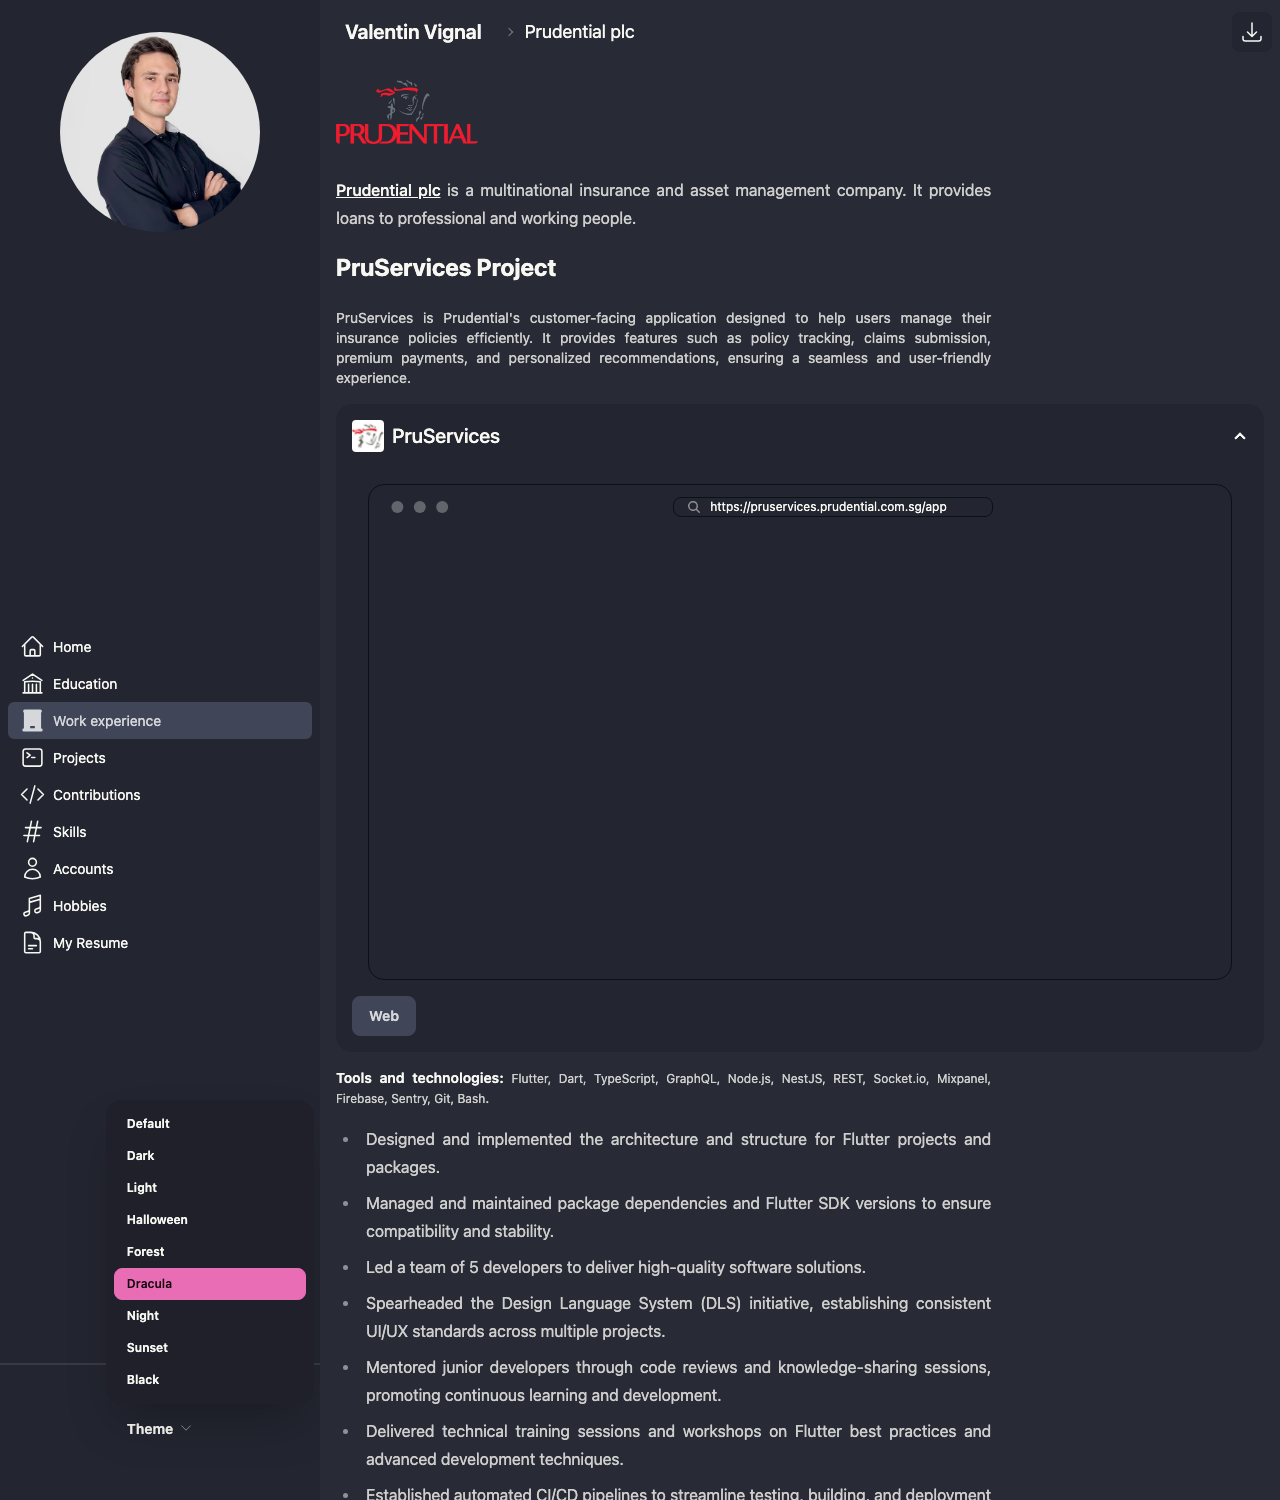 Valentin Vignal
Prudential plc
PRUDENTIAL
Prudential plc is a multinational insurance and asset management company. It provides
loans to professional and working people.
PruServices Project
PruServices is Prudential's customer-facing application designed to help users manage their
insurance policies efficiently. It provides features such as policy tracking, claims submission,
premium payments, and personalized recommendations, ensuring a seamless and user-friendly
experience.
PruServices
https://pruservices.prudential.com.sg/app
Web
Tools and technologies: Flutter, Dart, TypeScript, GraphQL, Node.js, NestJS, REST, Socket.io, Mixpanel,
Firebase, Sentry, Git, Bash.
Designed and implemented the architecture and structure for Flutter projects and
packages.
Managed and maintained package dependencies and Flutter SDK versions to ensure
compatibility and stability.
Led a team of 5 developers to deliver high-quality software solutions.
Spearheaded the Design Language System (DLS) initiative, establishing consistent
UI/UX standards across multiple projects.
Mentored junior developers through code reviews and knowledge-sharing sessions,
promoting continuous learning and development.
Delivered technical training sessions and workshops on Flutter best practices and
advanced development techniques.
Established automated CI/CD pipelines to streamline testing, building, and deployment
Home
Education
Work experience
Projects
Contributions
Skills
Accounts
Hobbies
My Resume
Default
Dark
Light
Halloween
Forest
Dracula
Night
Sunset
Black
Theme